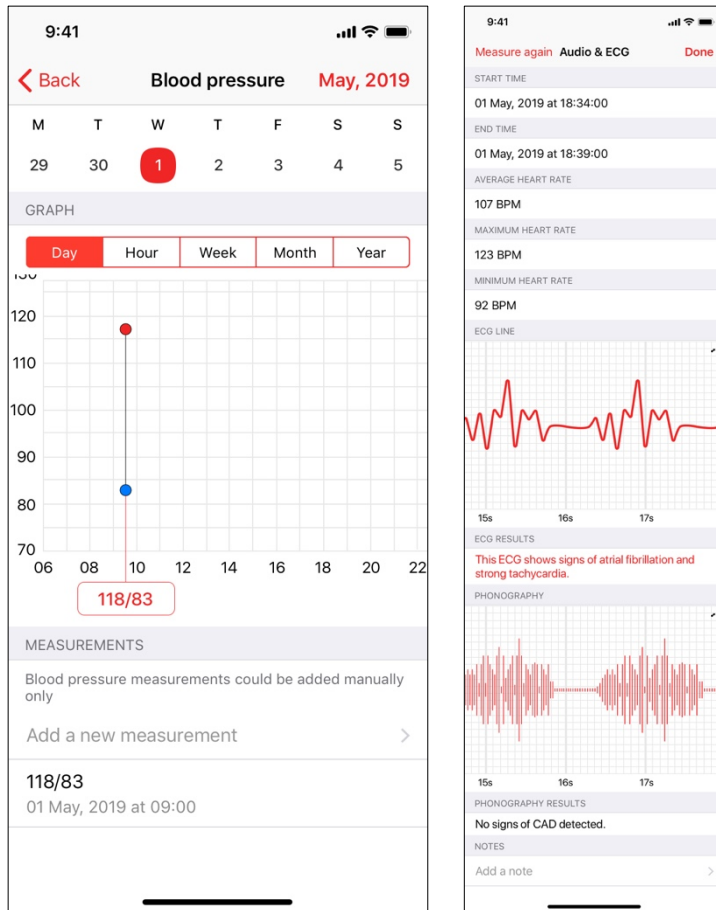 9:41
Back Blood pressure May, 2019
M T W T F S S
29 30 1 2 3 4 5
GRAPH
Day Hour Week Month Year
130
120
110
100
90
80
70
06 08 10 12 14 16 18 20 22
118/83
MEASUREMENTS
Blood pressure measurements could be added manually
only
Add a new measurement
118/83
01 May, 2019 at 09:00
9:41
Measure again Audio & ECG Done
START TIME
01 May, 2019 at 18:34:00
END TIME
01 May, 2019 at 18:39:00
AVERAGE HEART RATE
107 BPM
MAXIMUM HEART RATE
123 BPM
MINIMUM HEART RATE
92 BPM
ECG LINE
15s 16s 17s
ECG RESULTS
This ECG shows signs of atrial fibrillation and
strong tachycardia.
PHONOGRAPHY
15s 16s 17s
PHONOGRAPHY RESULTS
No signs of CAD detected.
NOTES
Add a note